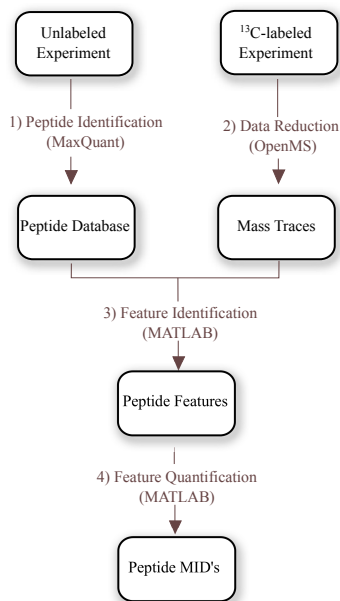 Unlabeled
Experiment
¹³C-labeled
Experiment
1) Peptide Identification
(MaxQuant)
2) Data Reduction
(OpenMS)
Peptide Database
Mass Traces
3) Feature Identification
(MATLAB)
Peptide Features
4) Feature Quantification
(MATLAB)
Peptide MID's